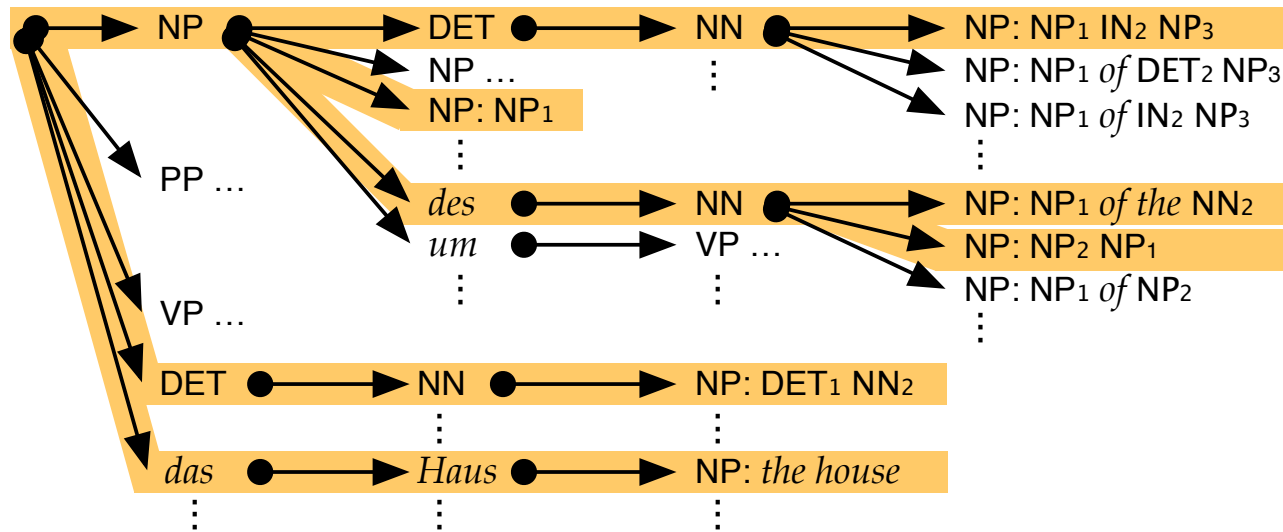 NP DET NN NP: NP₁ IN₂ NP₃
NP ... NP: NP₁ of DET₂ NP₃
NP: NP₁ NP: NP₁ of IN₂ NP₃
PP ...
des NN NP: NP₁ of the NN₂
um VP ... NP: NP₂ NP₁
NP: NP₁ of NP₂
VP ...
DET NN NP: DET₁ NN₂
das Haus NP: the house